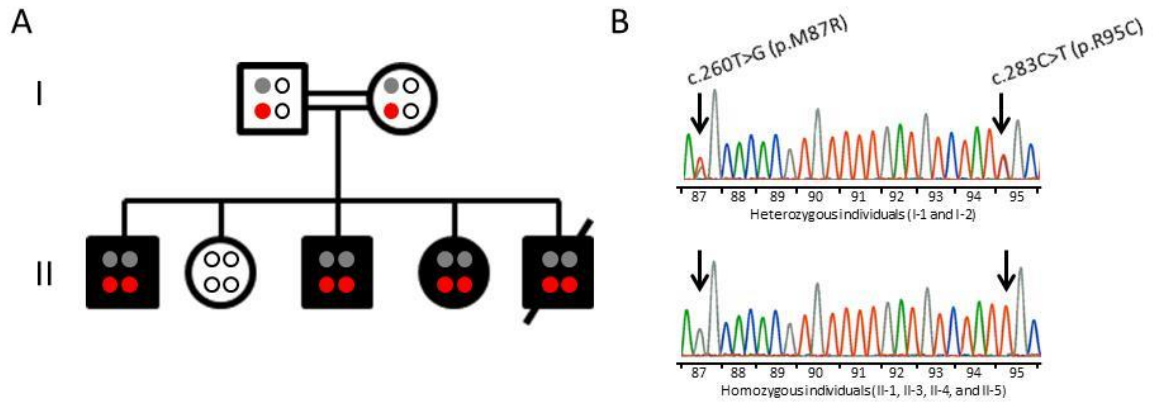 A
B
I
II
c.260T>G (p.M87R)
c.283C>T (p.R95C)
87 88 89 90 91 92 93 94 95
Heterozygous individuals (I-1 and I-2)
87 88 89 90 91 92 93 94 95
Homozygous individuals (II-1, II-3, II-4, and II-5)